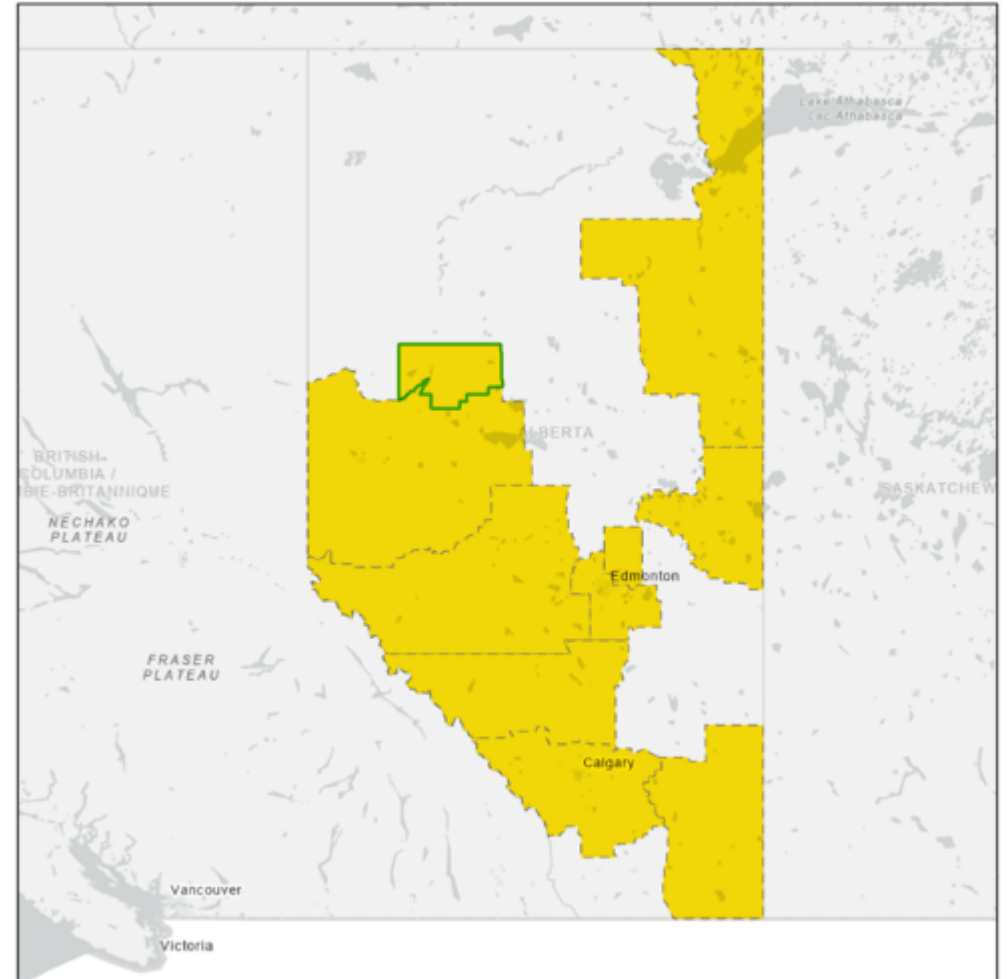 Lake Athabasca /
Lac Athabasca
ALBERTA
BRITISH
COLUMBIA /
BIE-BRITANNIQUE
SASKATCHEW
NECHAKO
PLATEAU
Edmonton
FRASER
PLATEAU
Calgary
Vancouver
Victoria